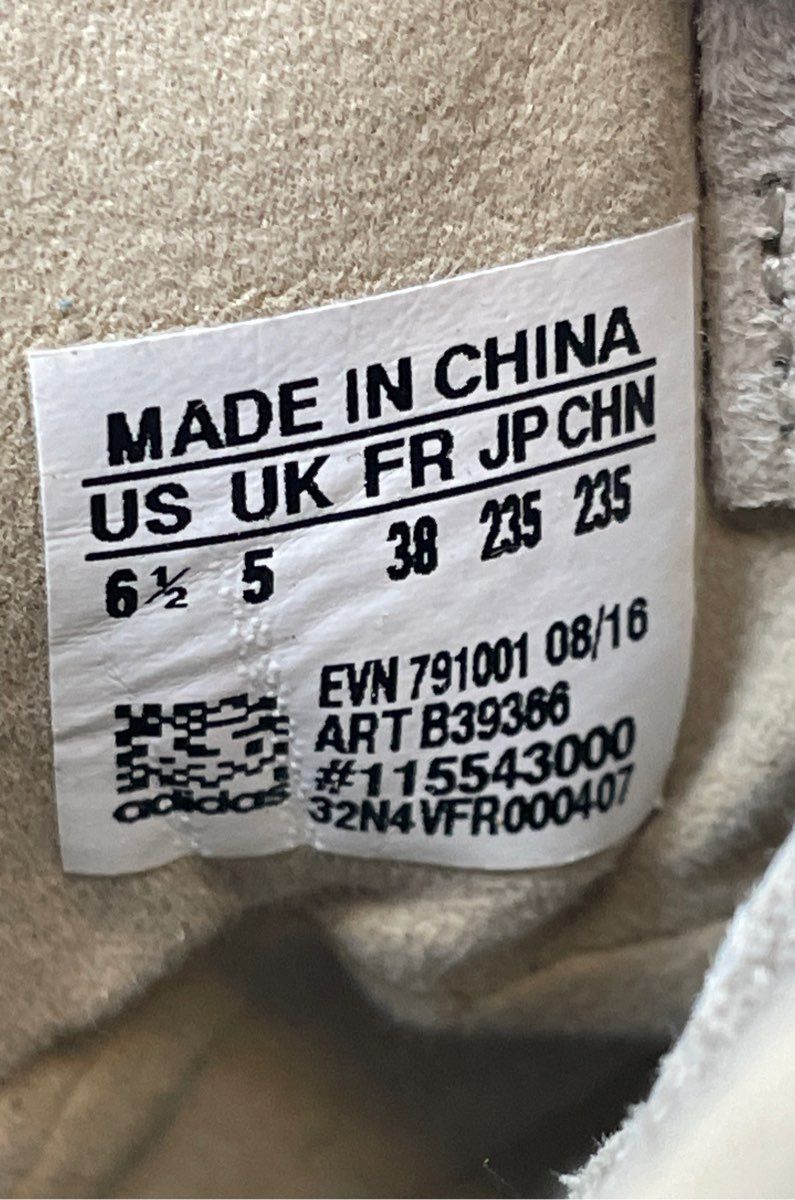 MADE IN CHINA
US UK FR JP CHN
6½ 5 38 235 235
EVN 791001 08/16
ART B39366
#115543000
32N4VFR000407
adidas